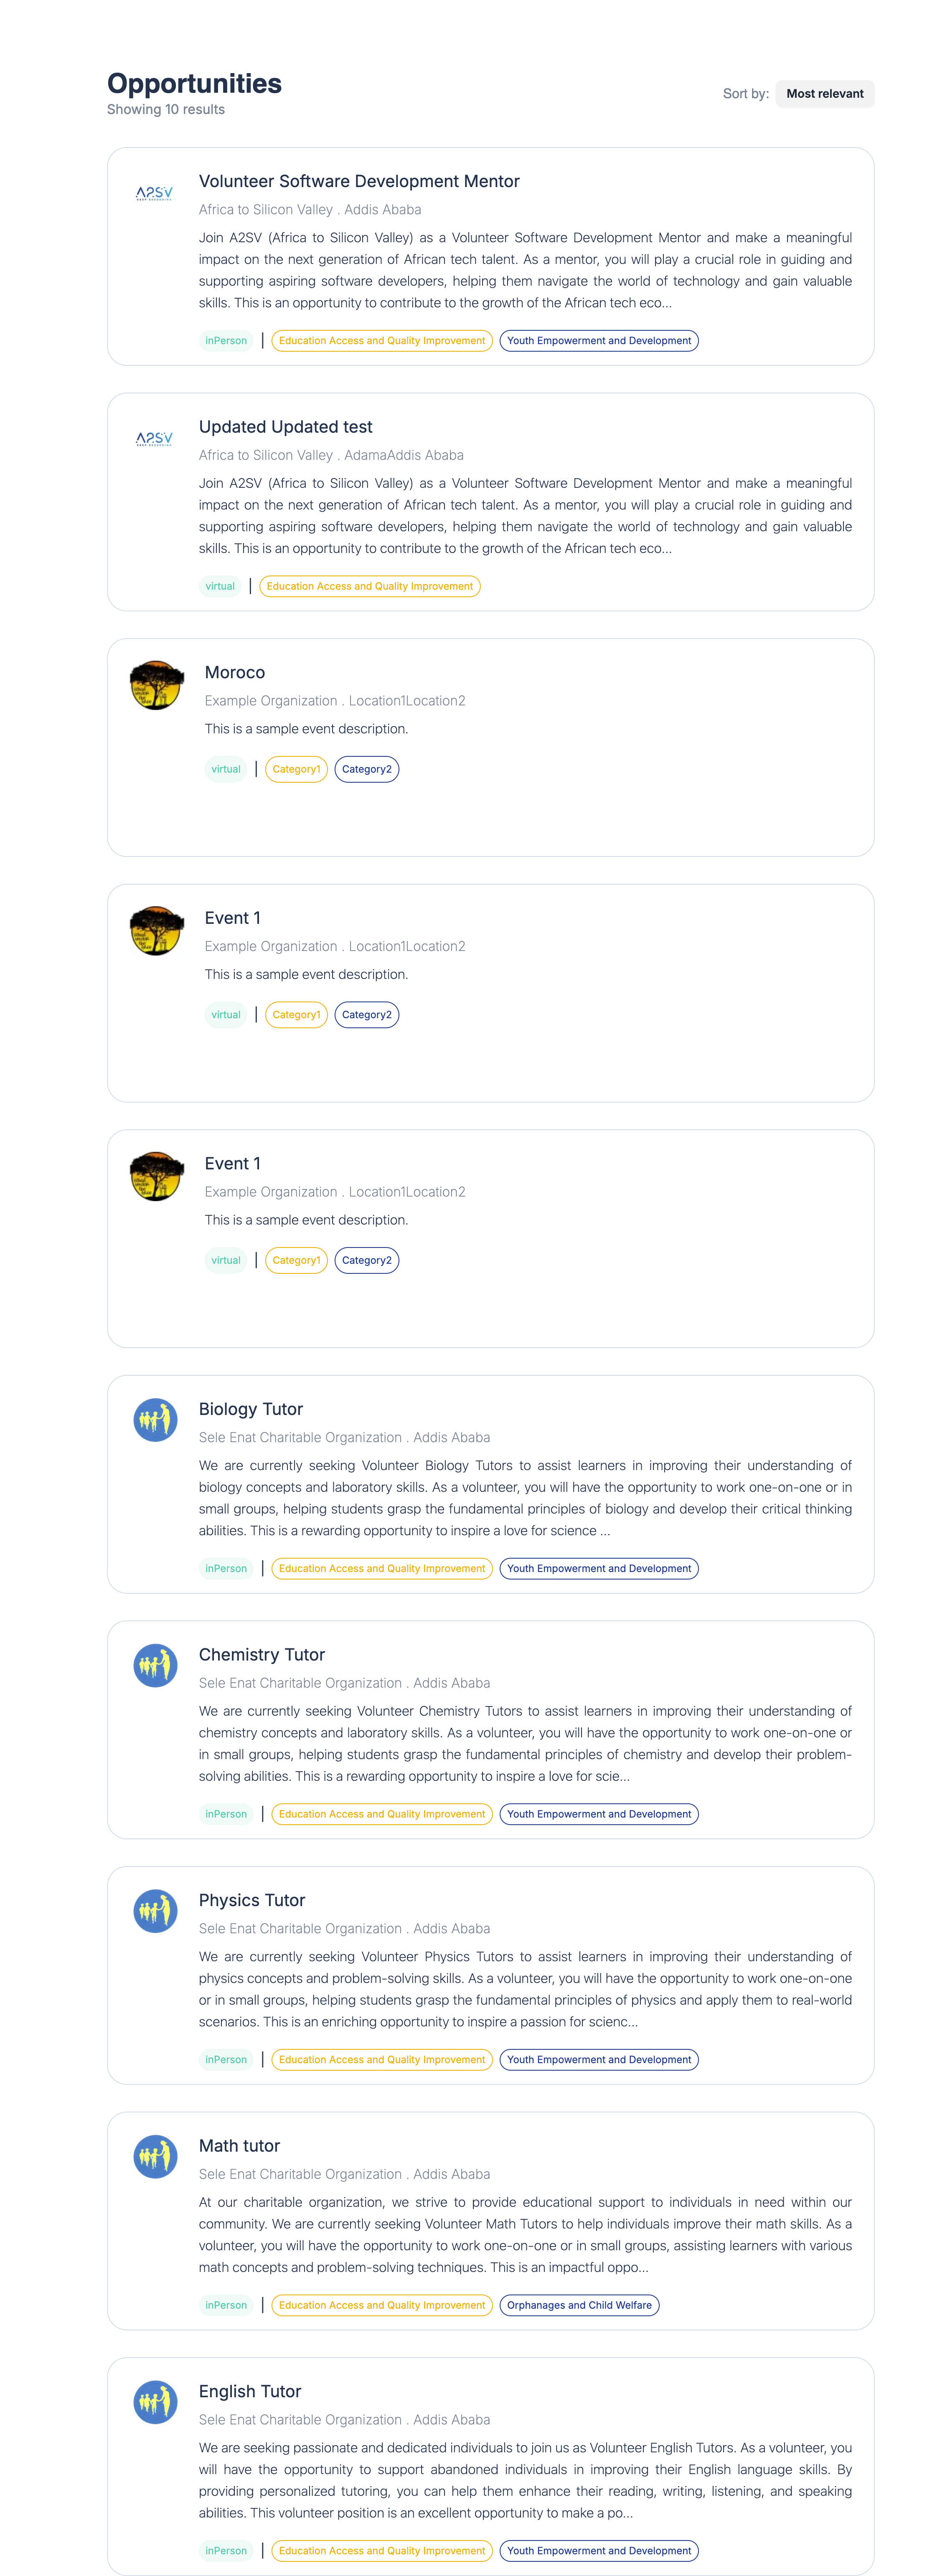 Opportunities
Showing 10 results
Sort by: Most relevant
A2SV
Volunteer Software Development Mentor
Africa to Silicon Valley . Addis Ababa
Join A2SV (Africa to Silicon Valley) as a Volunteer Software Development Mentor and make a meaningful
impact on the next generation of African tech talent. As a mentor, you will play a crucial role in guiding and
supporting aspiring software developers, helping them navigate the world of technology and gain valuable
skills. This is an opportunity to contribute to the growth of the African tech eco...
inPerson | Education Access and Quality Improvement Youth Empowerment and Development
A2SV
Updated Updated test
Africa to Silicon Valley . AdamaAddis Ababa
Join A2SV (Africa to Silicon Valley) as a Volunteer Software Development Mentor and make a meaningful
impact on the next generation of African tech talent. As a mentor, you will play a crucial role in guiding and
supporting aspiring software developers, helping them navigate the world of technology and gain valuable
skills. This is an opportunity to contribute to the growth of the African tech eco...
virtual | Education Access and Quality Improvement
Moroco
Example Organization . Location1Location2
This is a sample event description.
virtual | Category1 Category2
Event 1
Example Organization . Location1Location2
This is a sample event description.
virtual | Category1 Category2
Event 1
Example Organization . Location1Location2
This is a sample event description.
virtual | Category1 Category2
Biology Tutor
Sele Enat Charitable Organization . Addis Ababa
We are currently seeking Volunteer Biology Tutors to assist learners in improving their understanding of
biology concepts and laboratory skills. As a volunteer, you will have the opportunity to work one-on-one or in
small groups, helping students grasp the fundamental principles of biology and develop their critical thinking
abilities. This is a rewarding opportunity to inspire a love for science ...
inPerson | Education Access and Quality Improvement Youth Empowerment and Development
Chemistry Tutor
Sele Enat Charitable Organization . Addis Ababa
We are currently seeking Volunteer Chemistry Tutors to assist learners in improving their understanding of
chemistry concepts and laboratory skills. As a volunteer, you will have the opportunity to work one-on-one or
in small groups, helping students grasp the fundamental principles of chemistry and develop their problem-
solving abilities. This is a rewarding opportunity to inspire a love for scie...
inPerson | Education Access and Quality Improvement Youth Empowerment and Development
Physics Tutor
Sele Enat Charitable Organization . Addis Ababa
We are currently seeking Volunteer Physics Tutors to assist learners in improving their understanding of
physics concepts and problem-solving skills. As a volunteer, you will have the opportunity to work one-on-one
or in small groups, helping students grasp the fundamental principles of physics and apply them to real-world
scenarios. This is an enriching opportunity to inspire a passion for scienc...
inPerson | Education Access and Quality Improvement Youth Empowerment and Development
Math tutor
Sele Enat Charitable Organization . Addis Ababa
At our charitable organization, we strive to provide educational support to individuals in need within our
community. We are currently seeking Volunteer Math Tutors to help individuals improve their math skills. As a
volunteer, you will have the opportunity to work one-on-one or in small groups, assisting learners with various
math concepts and problem-solving techniques. This is an impactful oppo...
inPerson | Education Access and Quality Improvement Orphanages and Child Welfare
English Tutor
Sele Enat Charitable Organization . Addis Ababa
We are seeking passionate and dedicated individuals to join us as Volunteer English Tutors. As a volunteer, you
will have the opportunity to support abandoned individuals in improving their English language skills. By
providing personalized tutoring, you can help them enhance their reading, writing, listening, and speaking
abilities. This volunteer position is an excellent opportunity to make a po...
inPerson | Education Access and Quality Improvement Youth Empowerment and Development